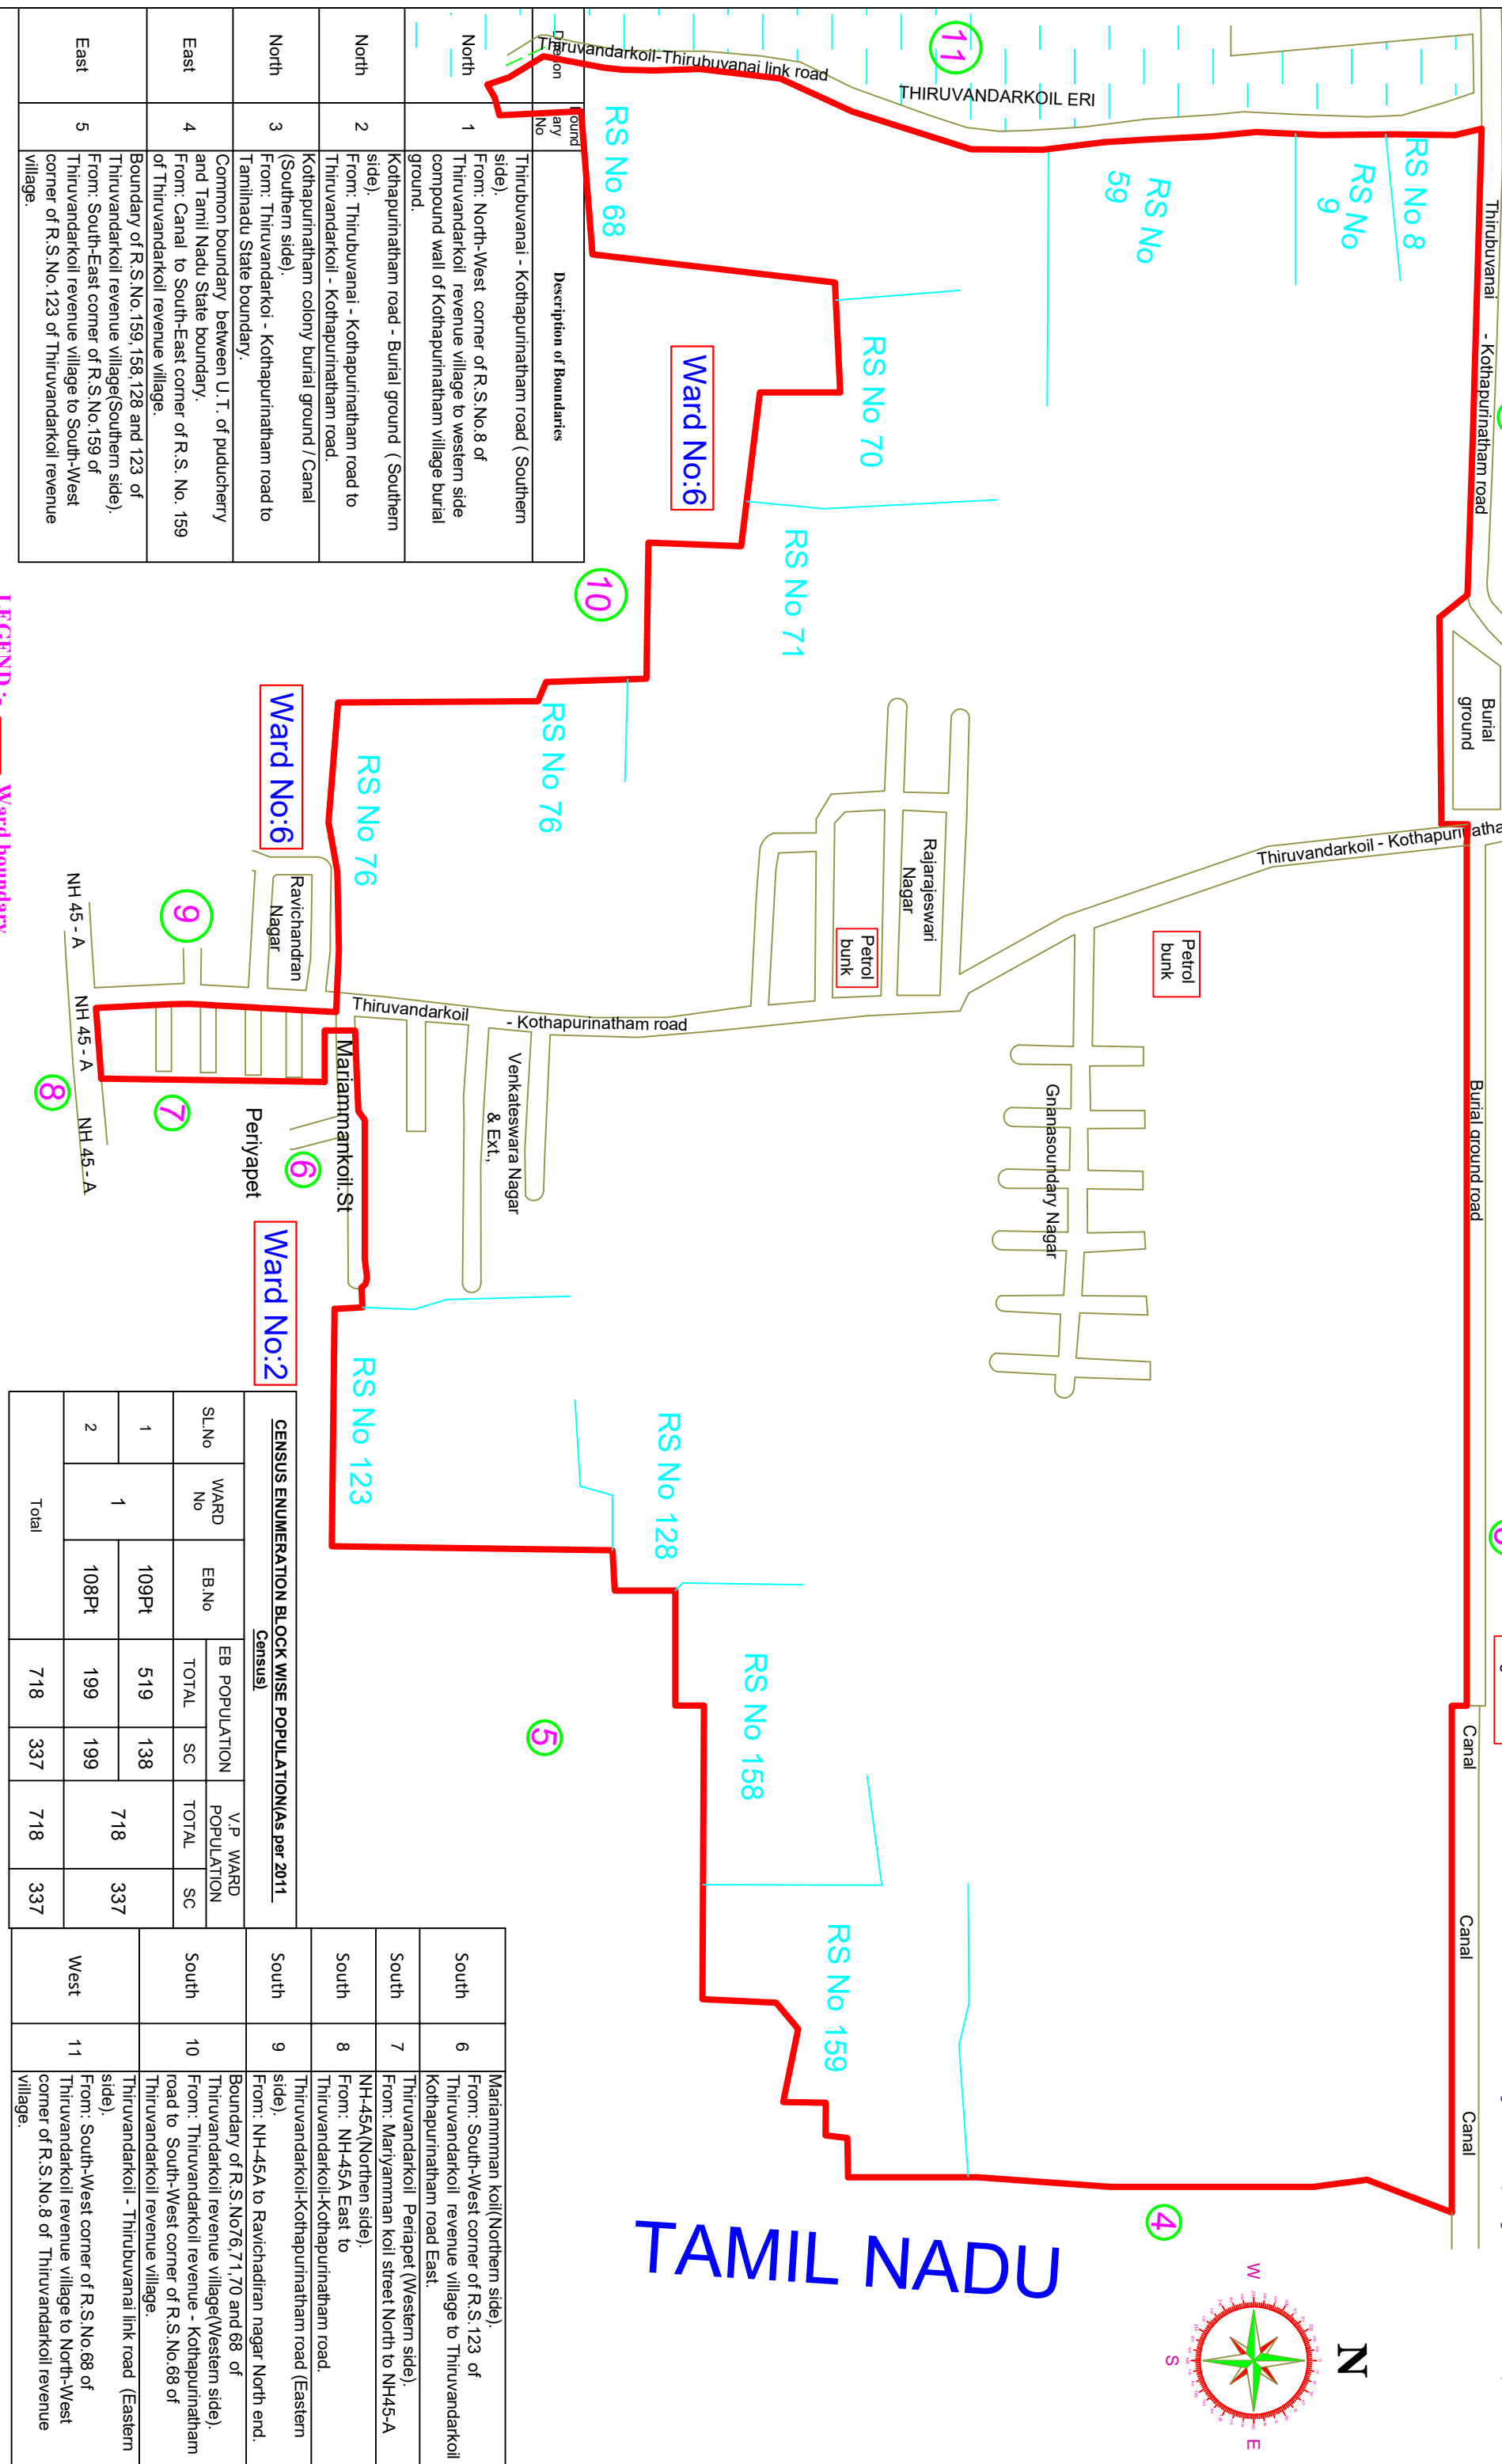 Thirubuvanai - Kothapurinatham road
Burial
ground
Thiruvandarkoil - Kothapurinatha
Burial ground road
Canal
Canal
Canal
THIRUVANDARKOIL ERI
Thiruvandarkoil-Thirubuvanai link road
11
RS No 8
RS No
9
RS No
59
RS No 68
RS No 70
RS No 71
RS No 76
RS No 76
Ward No:6
10
Ward No:6
Rajarajeswari
Nagar
Petrol
bunk
Petrol
bunk
Gnanasoundary Nagar
Thiruvandarkoil - Kothapurinatham road
Venkateswara Nagar
& Ext.,
Mariammankoil.St
Ravichandran
Nagar
9
NH 45 - A
NH 45 - A
NH 45 - A
8
7
6
Periyapet
Ward No:2
RS No 123
RS No 128
RS No 158
RS No 159
5
4
TAMIL NADU
N
W
S
E
Direction
Bound
ary
No
Description of Boundaries
North
1
Thirubuvanai - Kothapurinatham road ( Southern
side).
From: North-West corner of R.S.No.8 of
Thiruvandarkoil revenue village to western side
compound wall of Kothapurinatham village burial
ground.
North
2
Kothapurinatham road - Burial ground ( Southern
side).
From: Thirubuvanai - Kothapurinatham road to
Thiruvandarkoil - Kothapurinatham road.
North
3
Kothapurinatham colony burial ground / Canal
(Southern side).
From: Thiruvandarkoi - Kothapurinatham road to
Tamilnadu State boundary.
East
4
Common boundary between U.T. of puducherry
and Tamil Nadu State boundary.
From: Canal to South-East corner of R.S. No. 159
of Thiruvandarkoil revenue village.
East
5
Boundary of R.S.No.159,158,128 and 123 of
Thiruvandarkoil revenue village(Southern side).
From: South-East corner of R.S.No.159 of
Thiruvandarkoil revenue village to South-West
corner of R.S.No.123 of Thiruvandarkoil revenue
village.
LEGEND :- Ward boundary
CENSUS ENUMERATION BLOCK WISE POPULATION(As per 2011
Census)
SL.No
WARD
No
EB.No
EB POPULATION
V.P WARD
POPULATION
TOTAL SC TOTAL SC
1 1 109Pt 519 138 718 337
2 108Pt 199 199
Total 718 337 718 337
South
6
Mariammman koil(Northern side).
From: South-West corner of R.S.123 of
Thiruvandarkoil revenue village to Thiruvandarkoil
Kothapurinatham road East.
South
7
Thiruvandarkoil Periapet (Western side).
From: Mariyamman koil street North to NH45-A
South
8
NH-45A(Northen side).
From: NH-45A East to
Thiruvandarkoil-Kothapurinatham road.
South
9
Thiruvandarkoil-Kothapurinatham road (Eastern
side).
From: NH-45A to Ravichadiran nagar North end.
South
10
Boundary of R.S.No76,71,70 and 68 of
Thiruvandarkoil revenue village(Western side).
From: Thiruvandarkoil revenue - Kothapurinatham
road to South-West corner of R.S.No.68 of
Thiruvandarkoil revenue village.
West
11
Thiruvandarkoil - Thirubuvanai link road (Eastern
side).
From: South-West corner of R.S.No.68 of
Thiruvandarkoil revenue village to North-West
corner of R.S.No.8 of Thiruvandarkoil revenue
village.